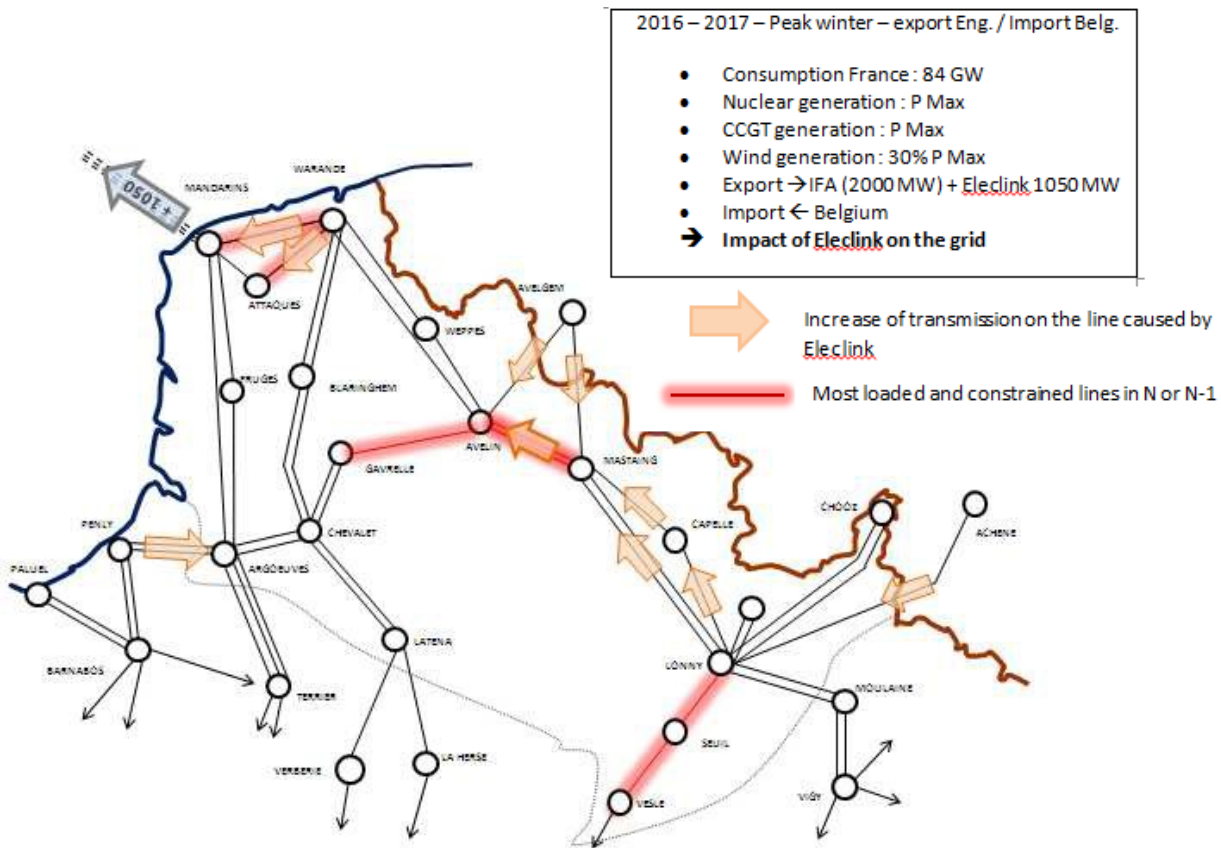 2016 – 2017 – Peak winter – export Eng. / Import Belg.
• Consumption France : 84 GW
• Nuclear generation : P Max
• CCGT generation : P Max
• Wind generation : 30% P Max
• Export → IFA (2000 MW) + Eleclink 1050 MW
• Import ← Belgium
➔ Impact of Eleclink on the grid
Increase of transmission on the line caused by
Eleclink
Most loaded and constrained lines in N or N-1
+ 1050
WARANDE
MANDARINS
ATTAQUES
AVELGEM
WEPPES
FRUGES
BLARINGHEM
AVELIN
GAVRELLE
MASTAING
CHOOZ
ACHENE
CAPELLE
PENLY
CHEVALET
PALUEL
ARGOEUVES
LATENA
BARNABOS
LONNY
TERRIER
MOULAINE
SEUIL
VERBERIE
LA HERSE
VESLE
VIGY